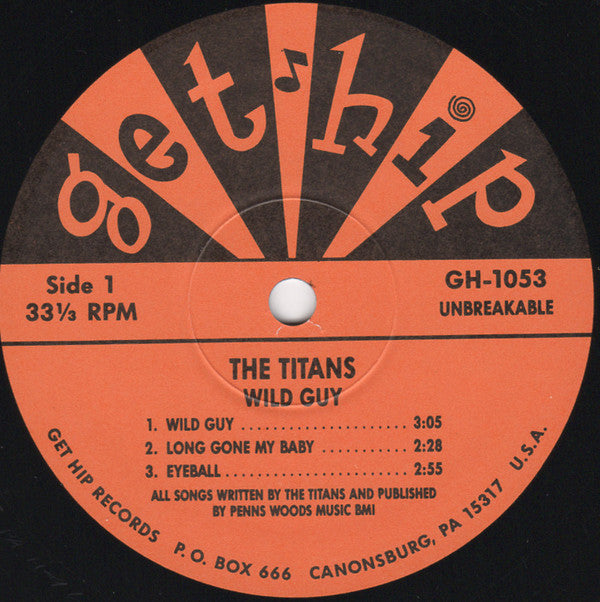 get hip
Side 1
33⅓ RPM
GH-1053
UNBREAKABLE
THE TITANS
WILD GUY
1. WILD GUY ...................... 3:05
2. LONG GONE MY BABY ............ 2:28
3. EYEBALL ........................ 2:55
ALL SONGS WRITTEN BY THE TITANS AND PUBLISHED
BY PENNS WOODS MUSIC BMI
GET HIP RECORDS P.O. BOX 666 CANONSBURG, PA 15317 U.S.A.